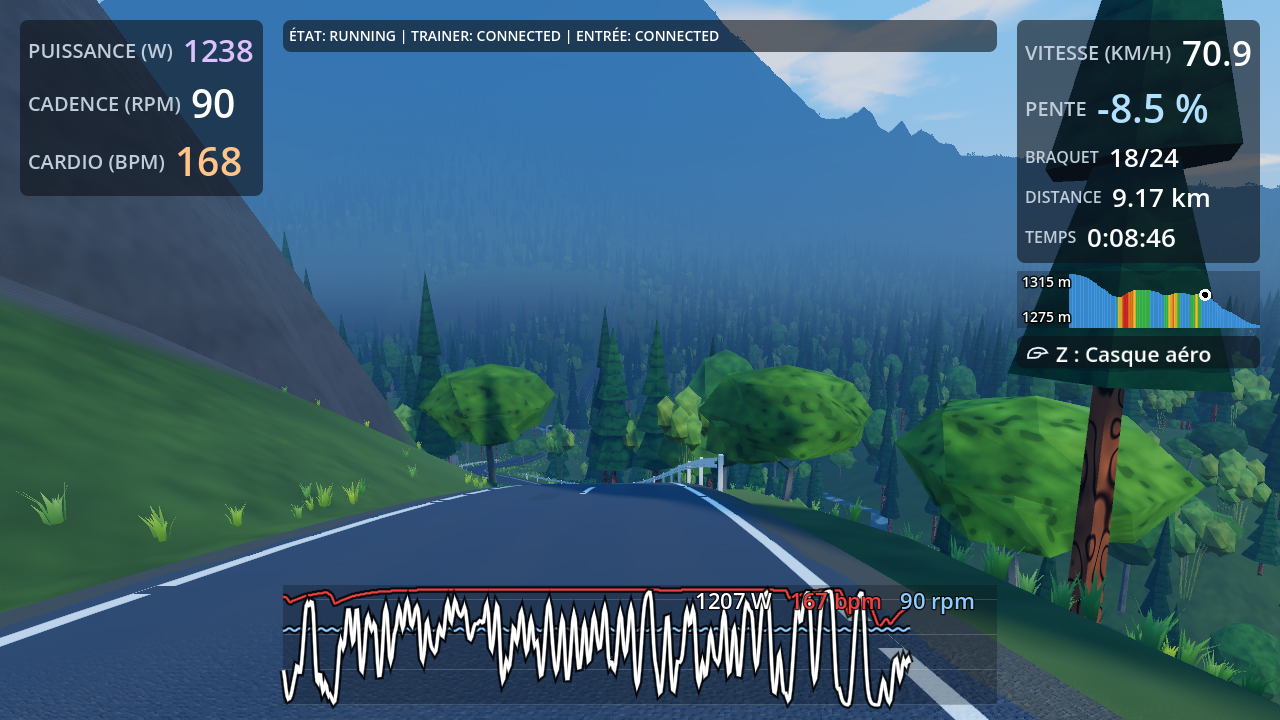 PUISSANCE (W) 1238
CADENCE (RPM) 90
CARDIO (BPM) 168
ÉTAT: RUNNING | TRAINER: CONNECTED | ENTRÉE: CONNECTED
VITESSE (KM/H) 70.9
PENTE -8.5 %
BRAQUET 18/24
DISTANCE 9.17 km
TEMPS 0:08:46
1315 m
1275 m
Z : Casque aéro
1207 W 167 bpm 90 rpm